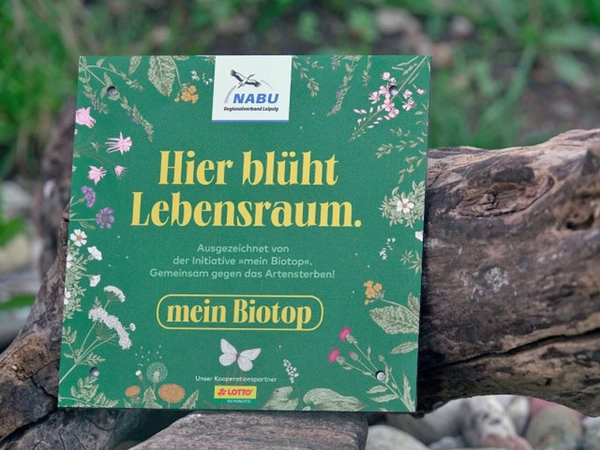 NABU
Regionalverband Leipzig
Hier blüht
Lebensraum.
Ausgezeichnet von
der Initiative »mein Biotop«.
Gemeinsam gegen das Artensterben!
mein Biotop
Unser Kooperationspartner
LOTTO